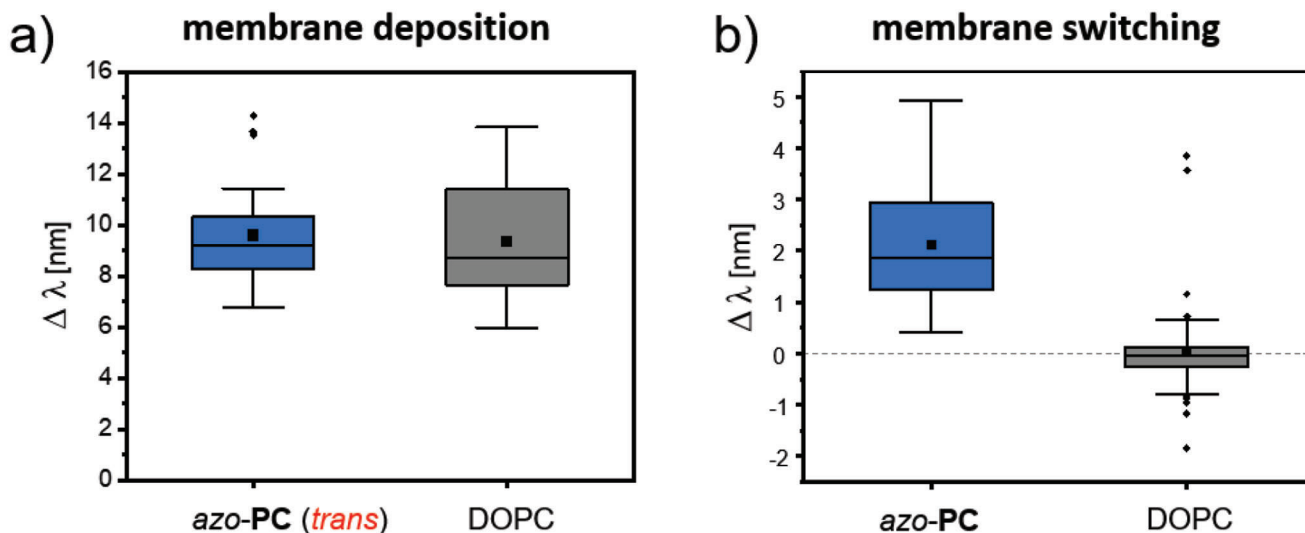 a) membrane deposition
16
14
12
10
8
6
4
2
0
Δ λ [nm]
azo-PC (trans) DOPC
b) membrane switching
5
4
3
2
1
0
-1
-2
Δ λ [nm]
azo-PC DOPC